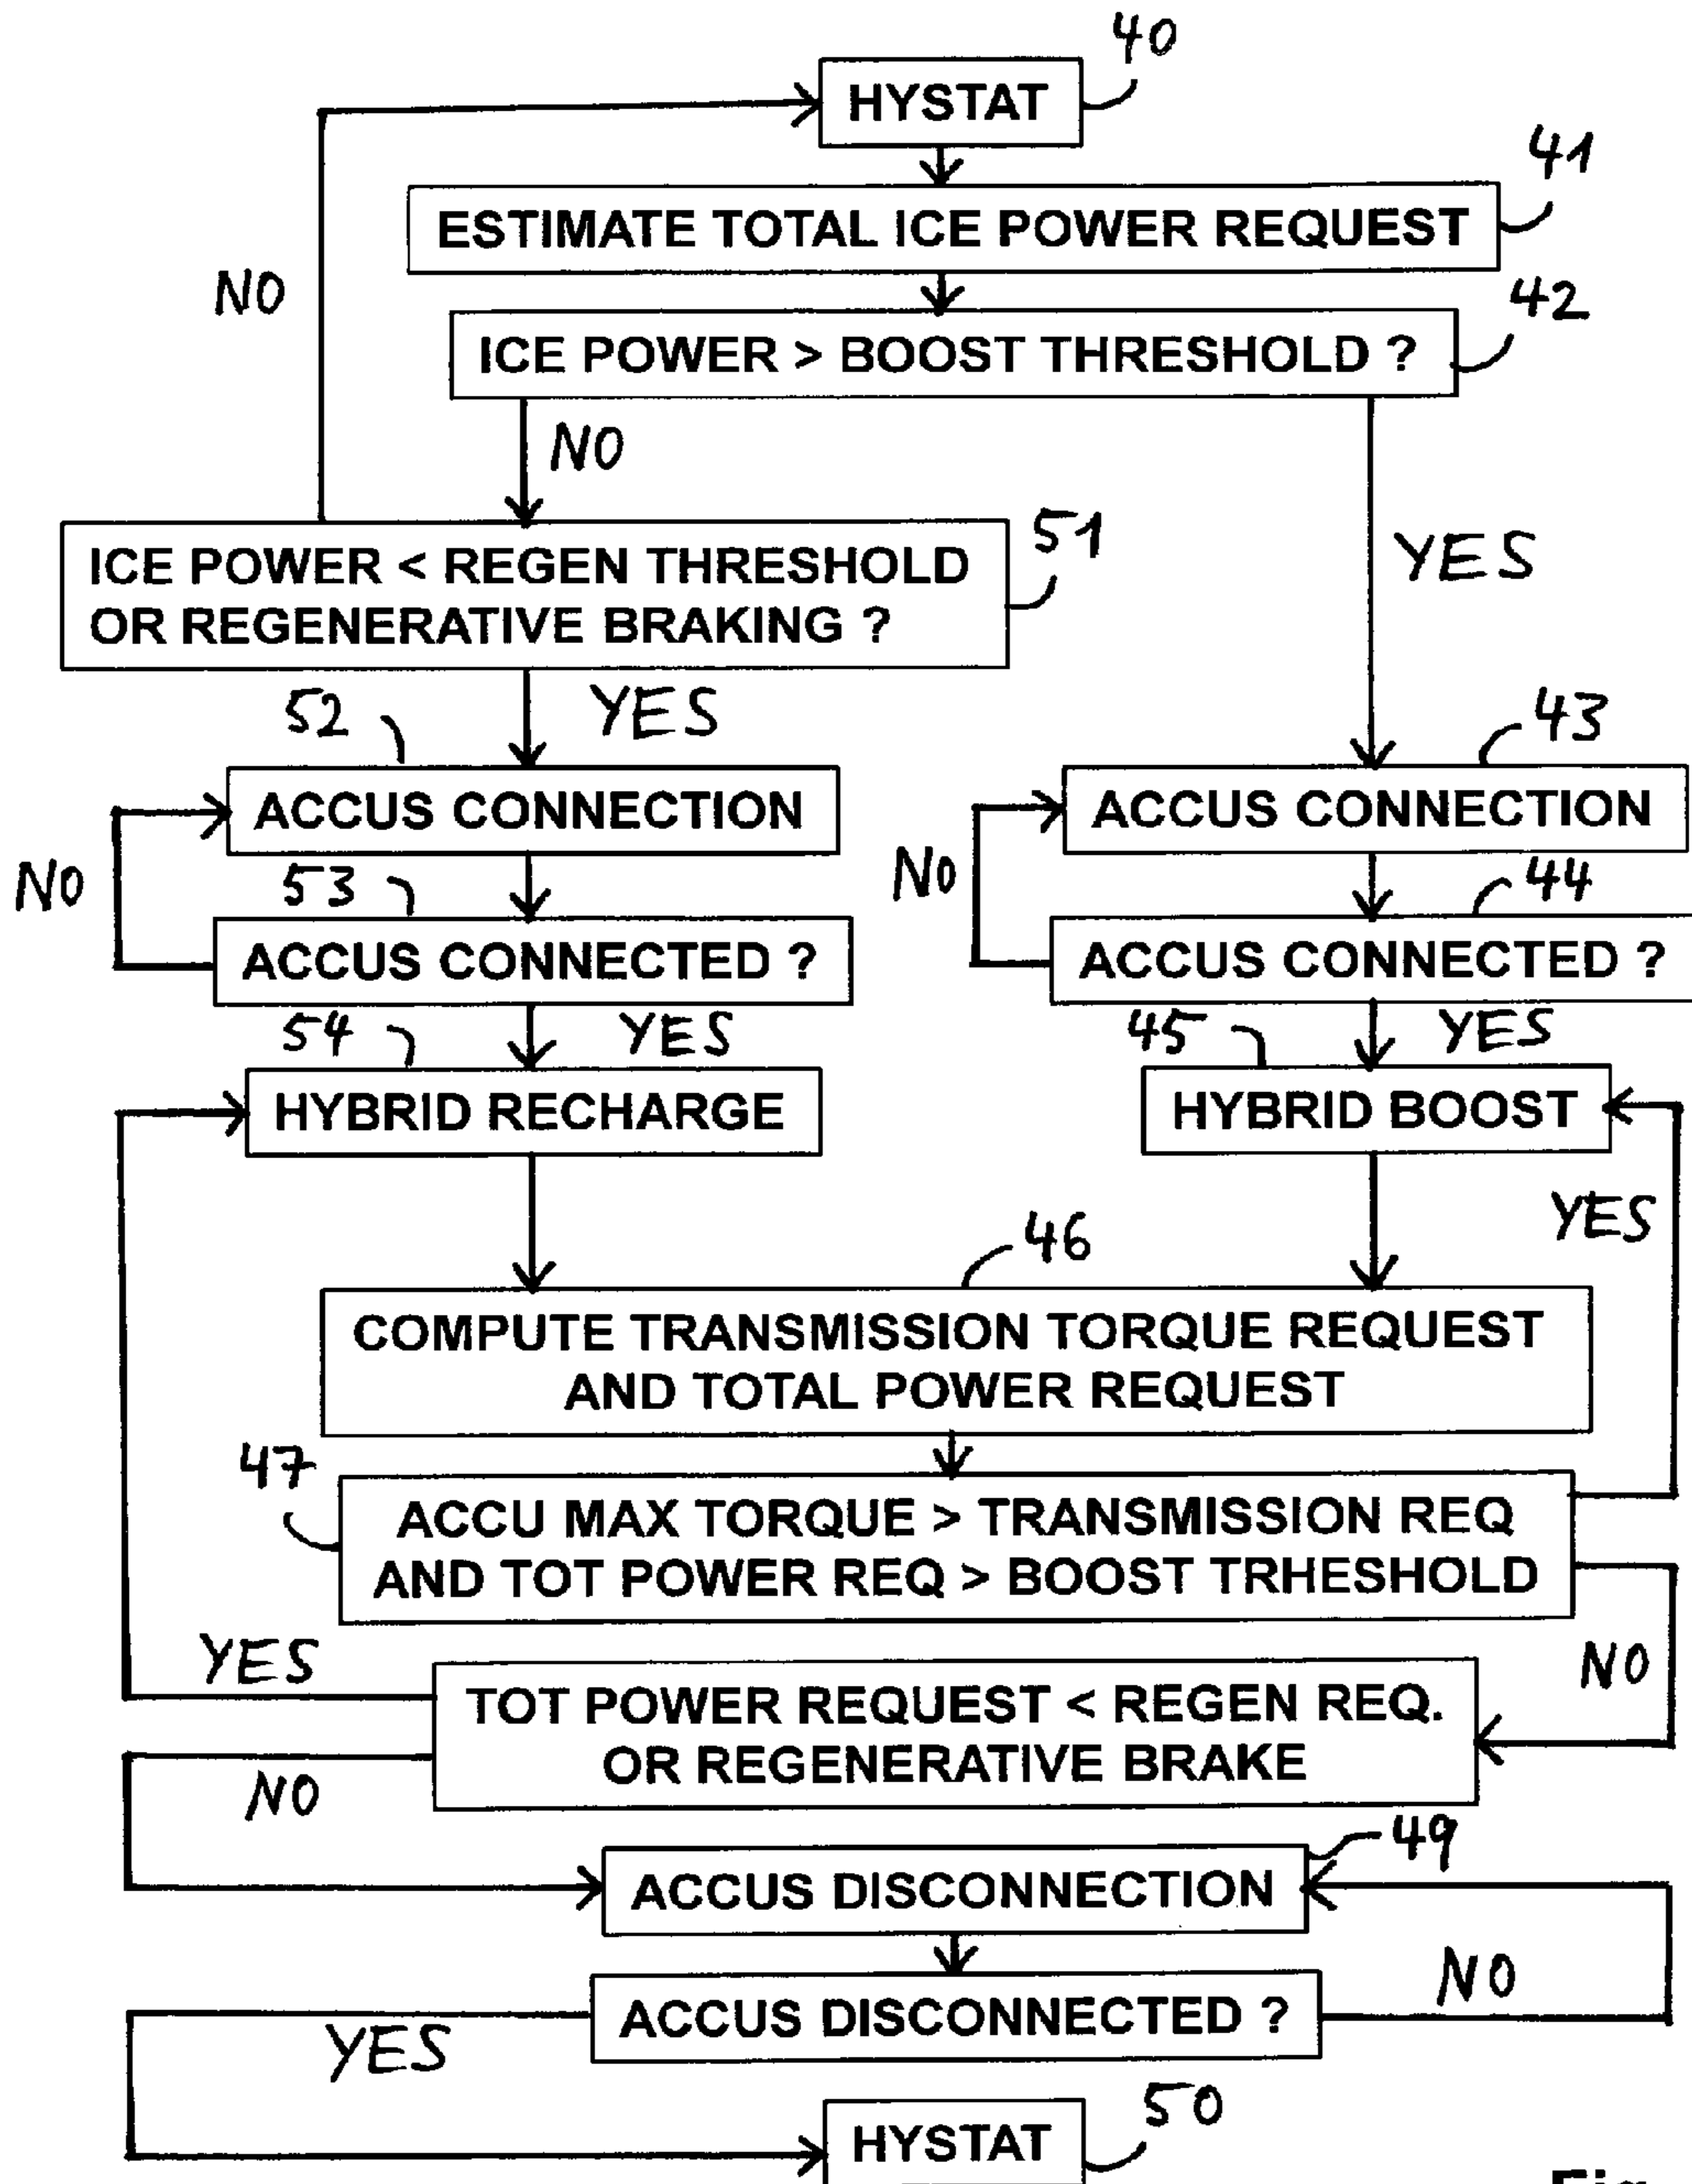 40
HYSTAT
41
ESTIMATE TOTAL ICE POWER REQUEST
NO
42
ICE POWER > BOOST THRESHOLD ?
NO
51
YES
ICE POWER < REGEN THRESHOLD
OR REGENERATIVE BRAKING ?
52
YES
43
ACCUS CONNECTION
ACCUS CONNECTION
NO
53
NO
44
ACCUS CONNECTED ?
ACCUS CONNECTED ?
54
YES
45
YES
HYBRID RECHARGE
HYBRID BOOST
YES
46
COMPUTE TRANSMISSION TORQUE REQUEST
AND TOTAL POWER REQUEST
47
ACCU MAX TORQUE > TRANSMISSION REQ
AND TOT POWER REQ > BOOST TRHESHOLD
YES
NO
TOT POWER REQUEST < REGEN REQ.
OR REGENERATIVE BRAKE
NO
49
ACCUS DISCONNECTION
NO
ACCUS DISCONNECTED ?
YES
50
HYSTAT